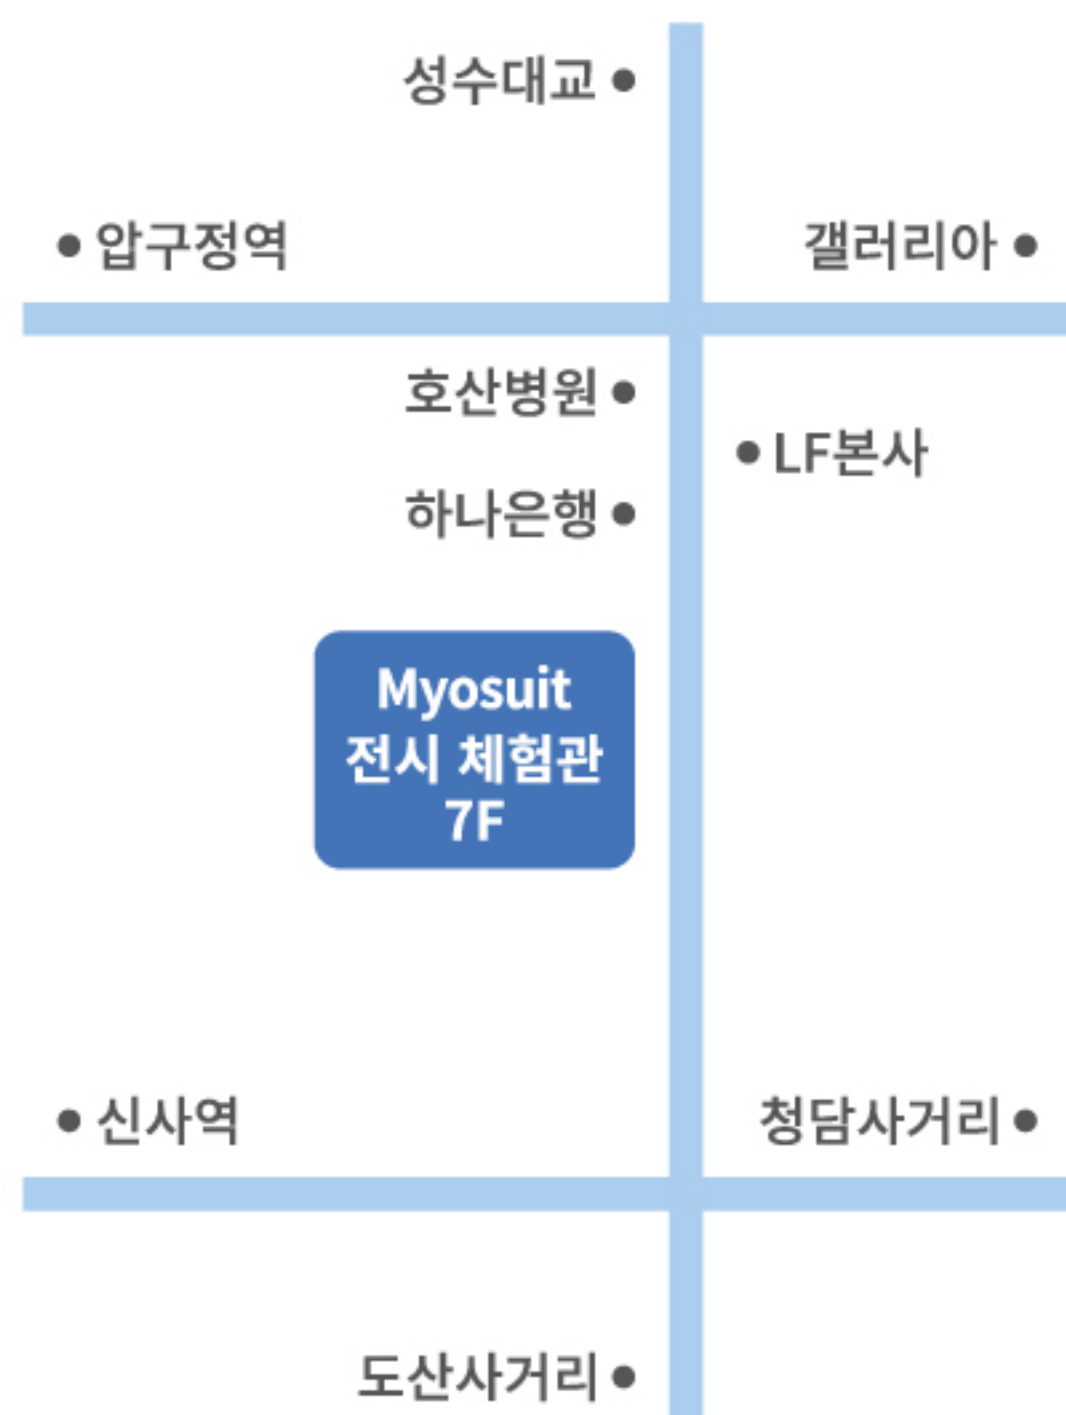 성수대교
압구정역
갤러리아
호산병원
LF본사
하나은행
Myosuit
전시 체험관
7F
신사역
청담사거리
도산사거리